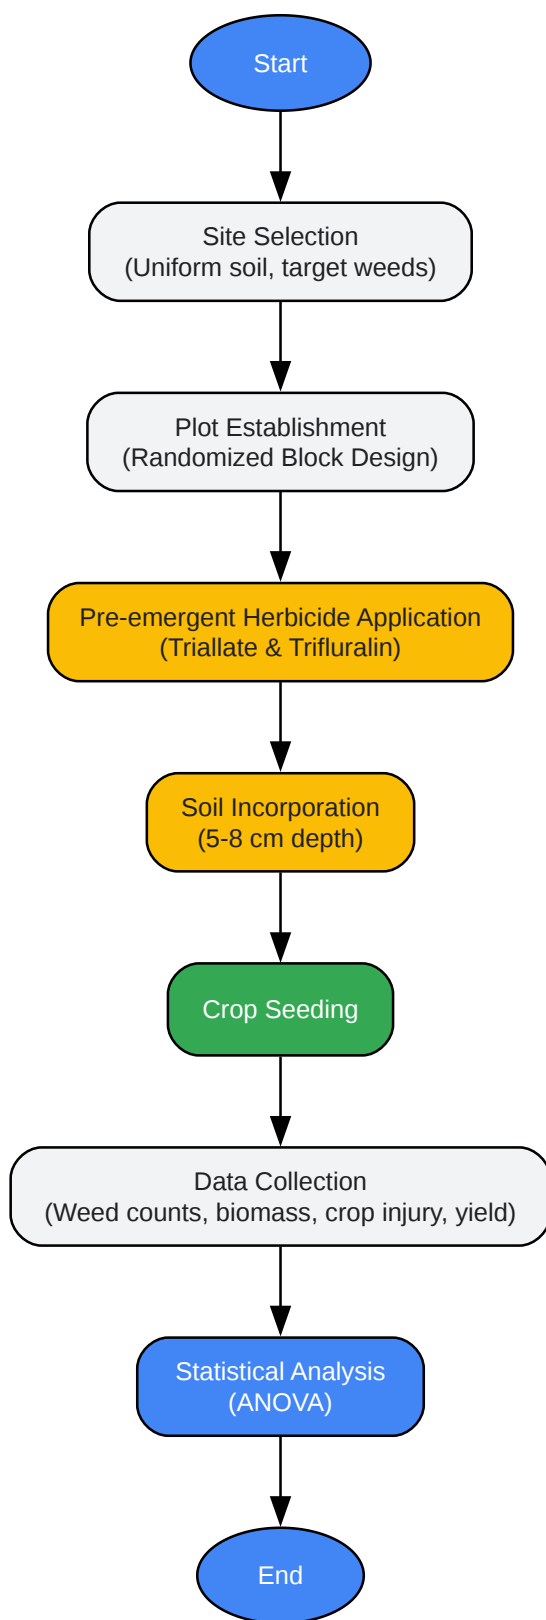 Start
Site Selection
(Uniform soil, target weeds)
Plot Establishment
(Randomized Block Design)
Pre-emergent Herbicide Application
(Triallate & Trifluralin)
Soil Incorporation
(5-8 cm depth)
Crop Seeding
Data Collection
(Weed counts, biomass, crop injury, yield)
Statistical Analysis
(ANOVA)
End